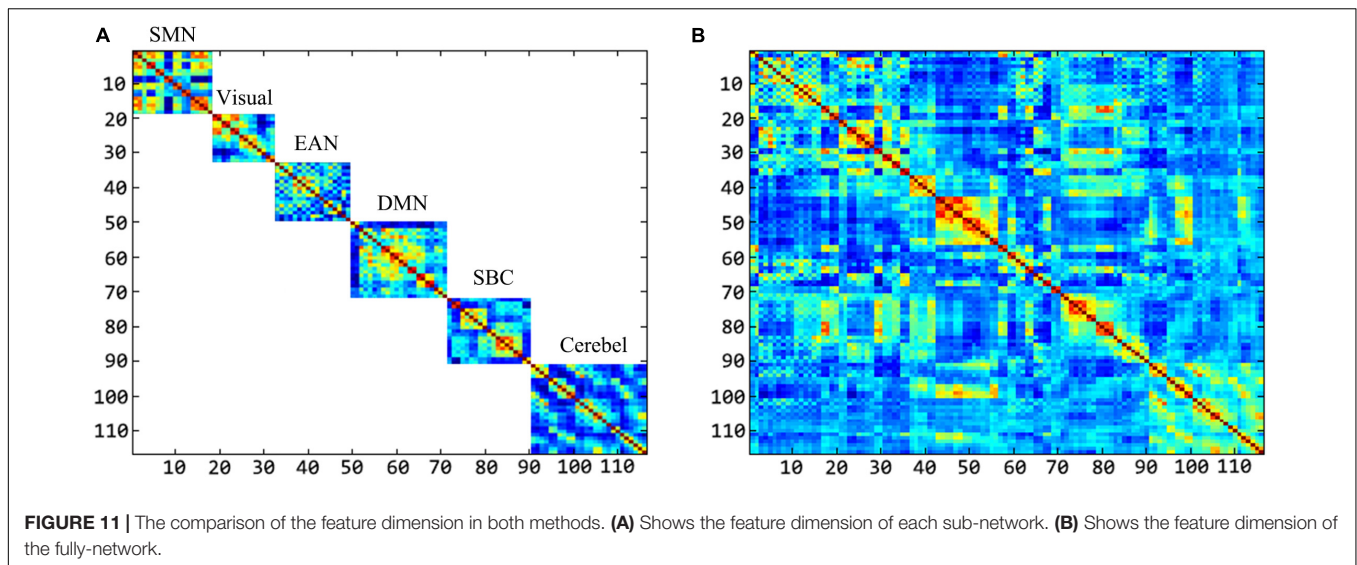 A
SMN
Visual
EAN
DMN
SBC
Cerebel
10
20
30
40
50
60
70
80
90
100
110
10 20 30 40 50 60 70 80 90 100 110
B
10
20
30
40
50
60
70
80
90
100
110
10 20 30 40 50 60 70 80 90 100 110
FIGURE 11 | The comparison of the feature dimension in both methods. (A) Shows the feature dimension of each sub-network. (B) Shows the feature dimension of
the fully-network.